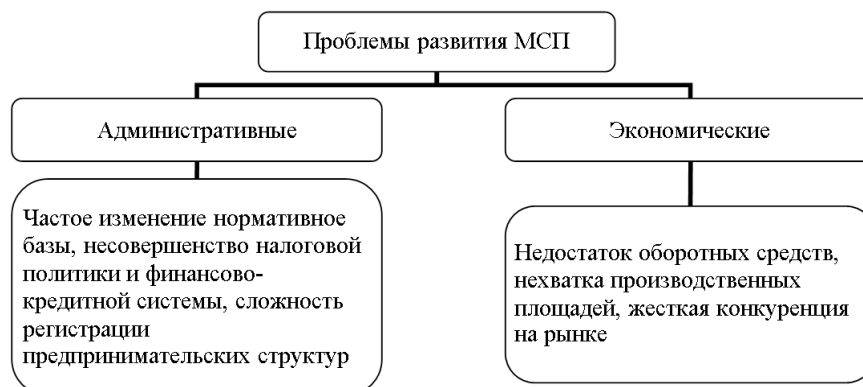 Проблемы развития МСП
Административные
Экономические
Частое изменение нормативное
базы, несовершенство налоговой
политики и финансово-
кредитной системы, сложность
регистрации
предпринимательских структур
Недостаток оборотных средств,
нехватка производственных
площадей, жесткая конкуренция
на рынке